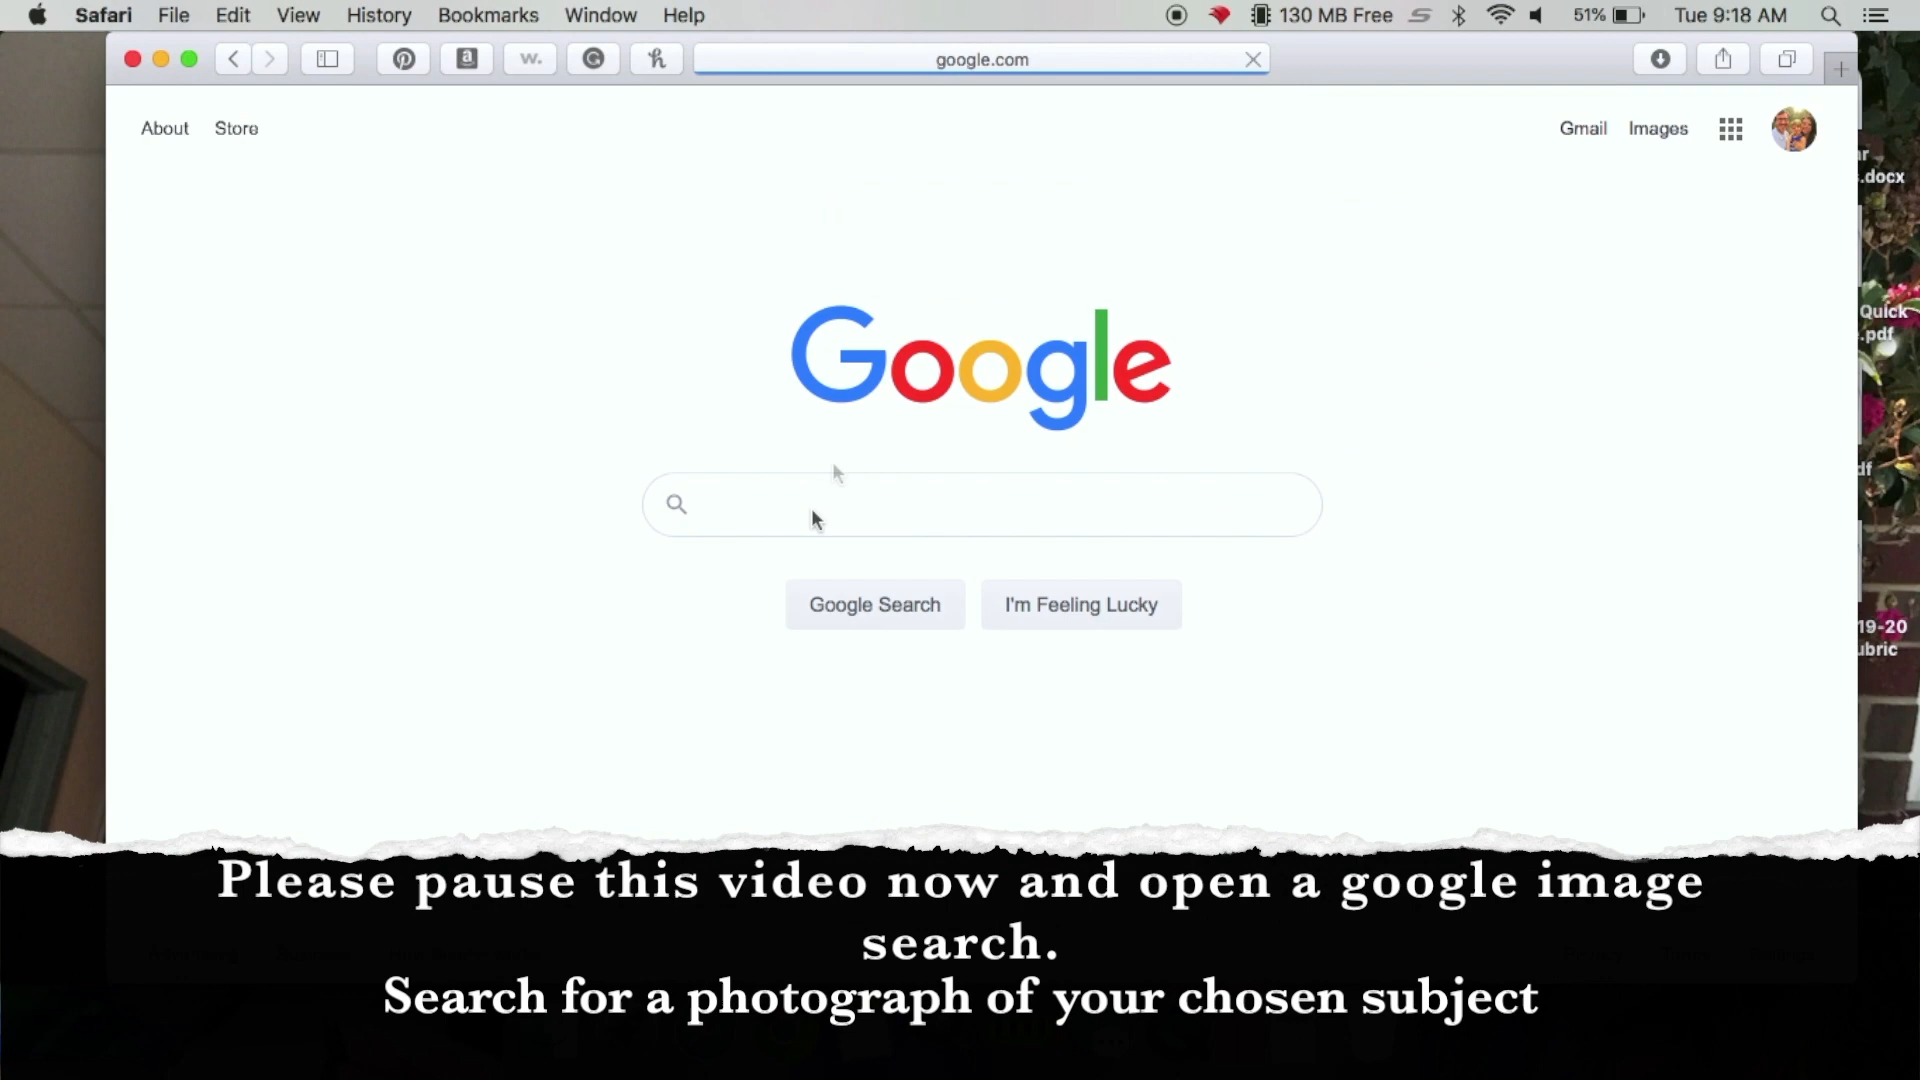 Safari File Edit View History Bookmarks Window Help 130 MB Free 51% Tue 9:18 AM
w. google.com
About Store Gmail Images
.docx
Google
Quick
.pdf
df
Google Search I'm Feeling Lucky
19-20
ubric
Please pause this video now and open a google image
search.
Search for a photograph of your chosen subject